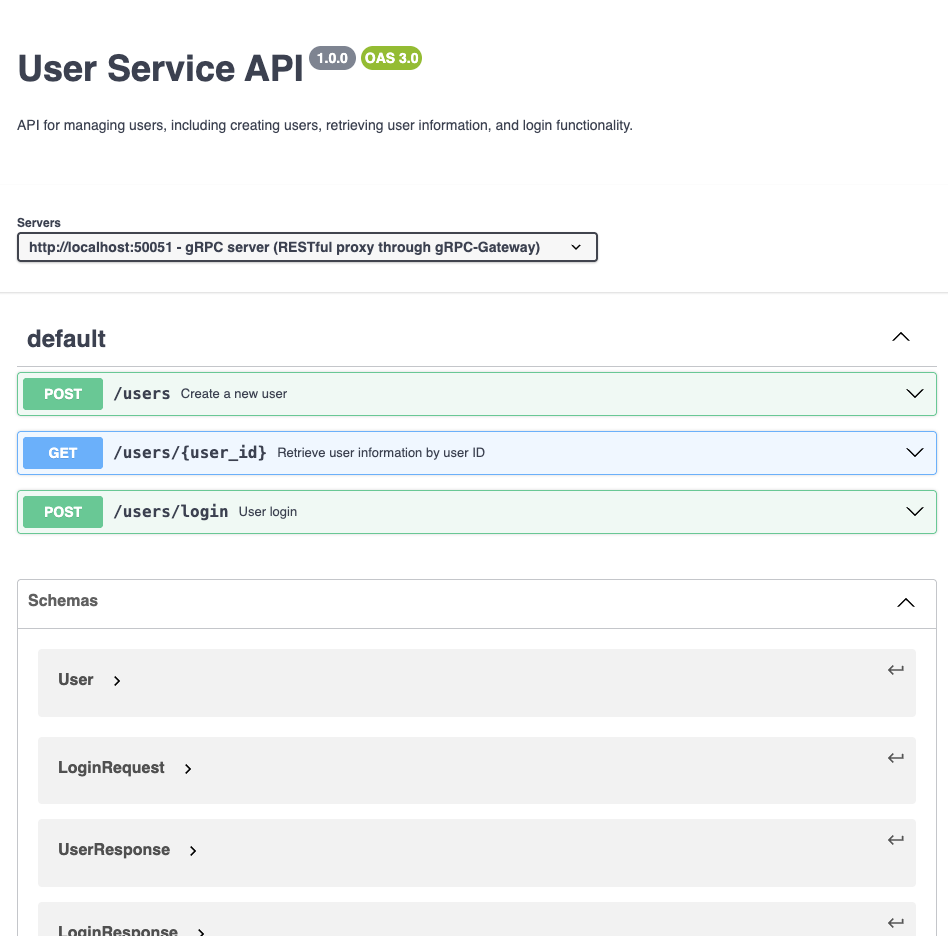 User Service API 1.0.0 OAS 3.0
API for managing users, including creating users, retrieving user information, and login functionality.
Servers
http://localhost:50051 - gRPC server (RESTful proxy through gRPC-Gateway)
default
POST /users Create a new user
GET /users/{user_id} Retrieve user information by user ID
POST /users/login User login
Schemas
User
LoginRequest
UserResponse
LoginResponse